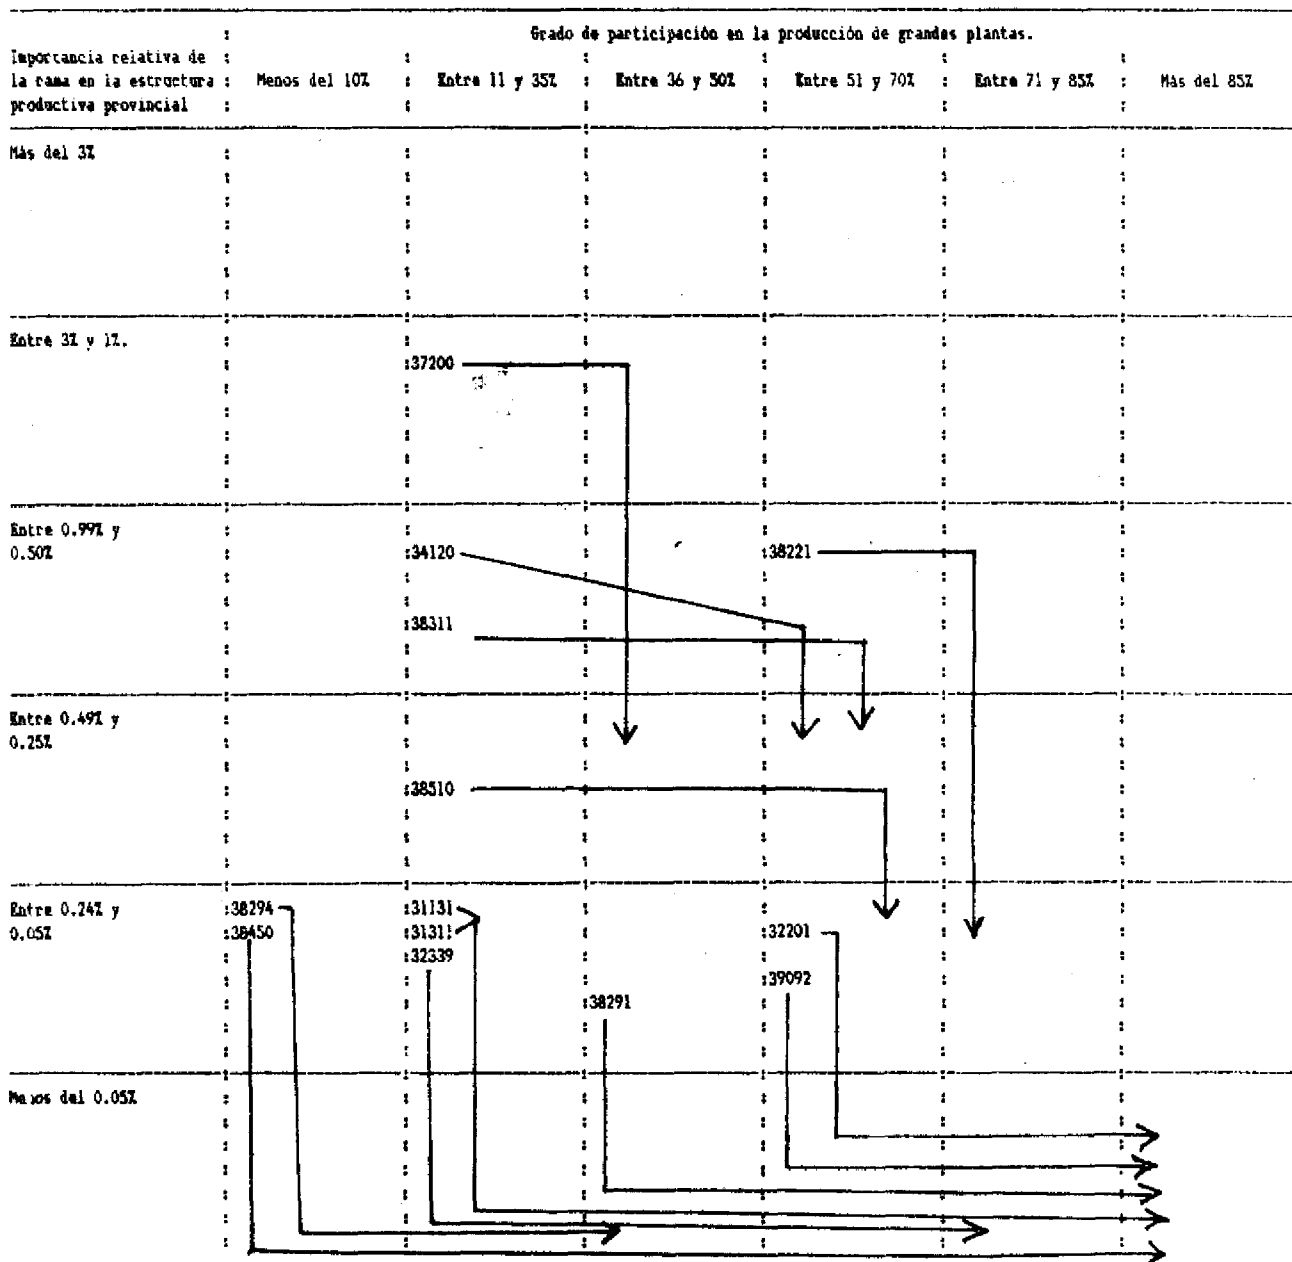 Grado de participación en la producción de grandes plantas.
Importancia relativa de
la rama en la estructura : Menos del 10% : Entre 11 y 35% : Entre 36 y 50% : Entre 51 y 70% : Entre 71 y 85% : Más del 85%
productiva provincial
Más del 3%
Entre 3% y 1%.
:37200
Entre 0.99% y
0.50% :34120 :38221
:38311
Entre 0.49% y
0.25%
:38510
Entre 0.24% y :38294 :31131
0.05% :38450 :31311 :32201
:32339
:39092
:38291
Menos del 0.05%